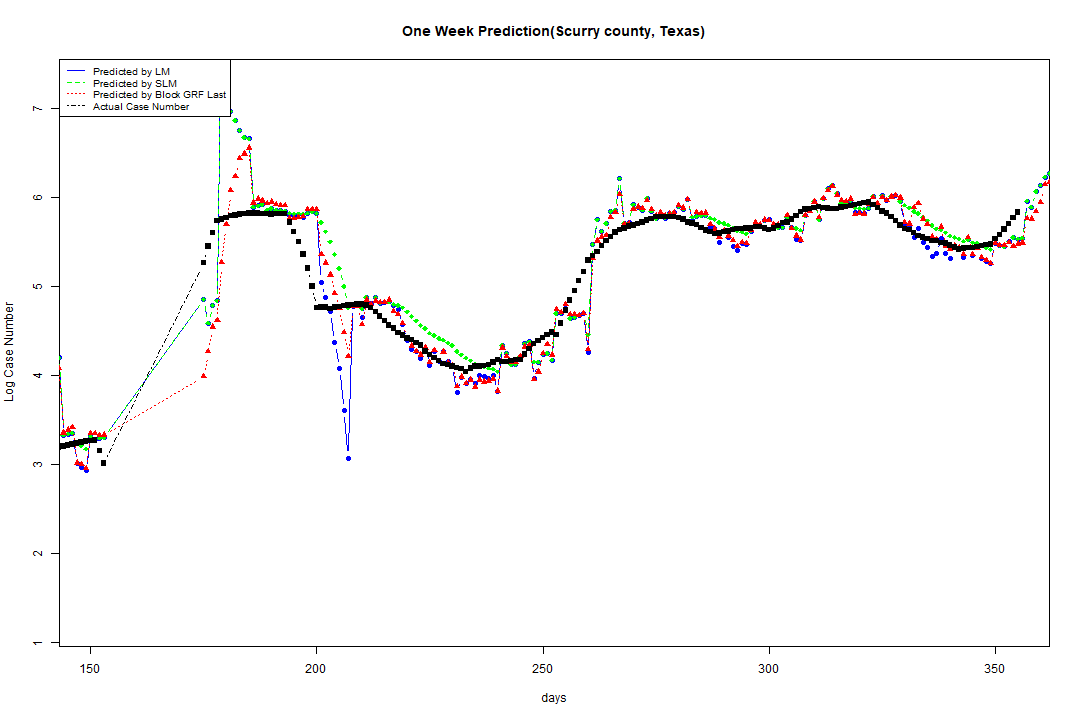 One Week Prediction(Scurry county, Texas)
Predicted by LM
Predicted by SLM
Predicted by Block GRF Last
Actual Case Number
7
6
5
4
3
2
1
Log Case Number
150 200 250 300 350
days